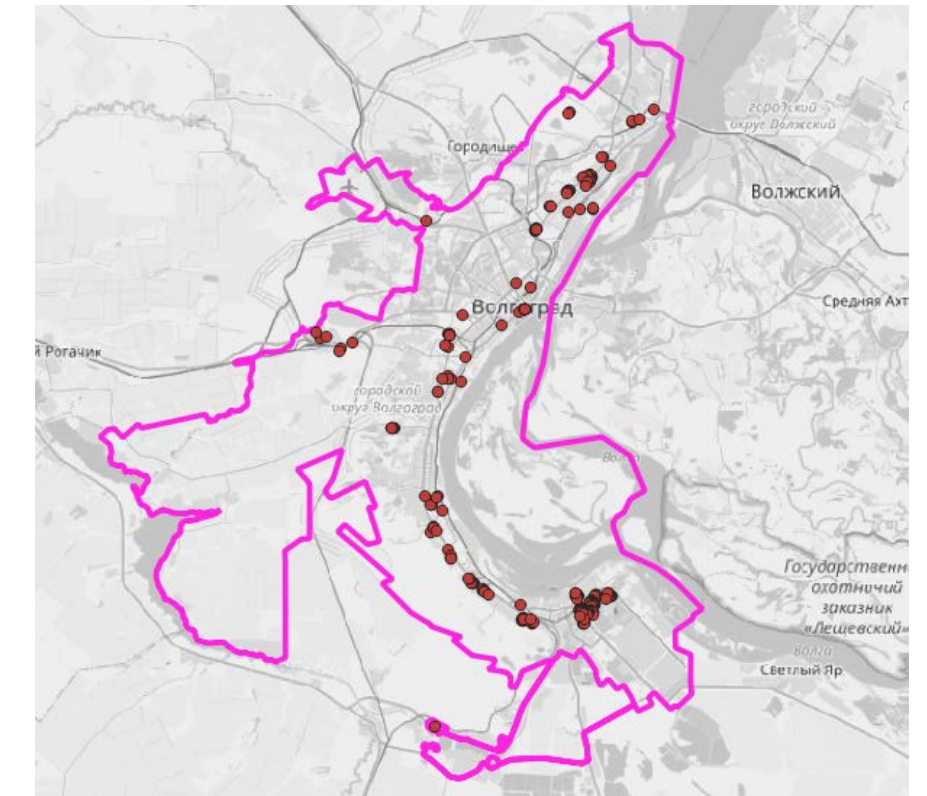 городской
округ Волжский
Городище
Волжский
Волгоград
Средняя Ахт
й Рогачик
городской
округ Волгоград
Волга
Государственн
охотничий
заказник
«Лещевский»
Волга
Светлый Яр